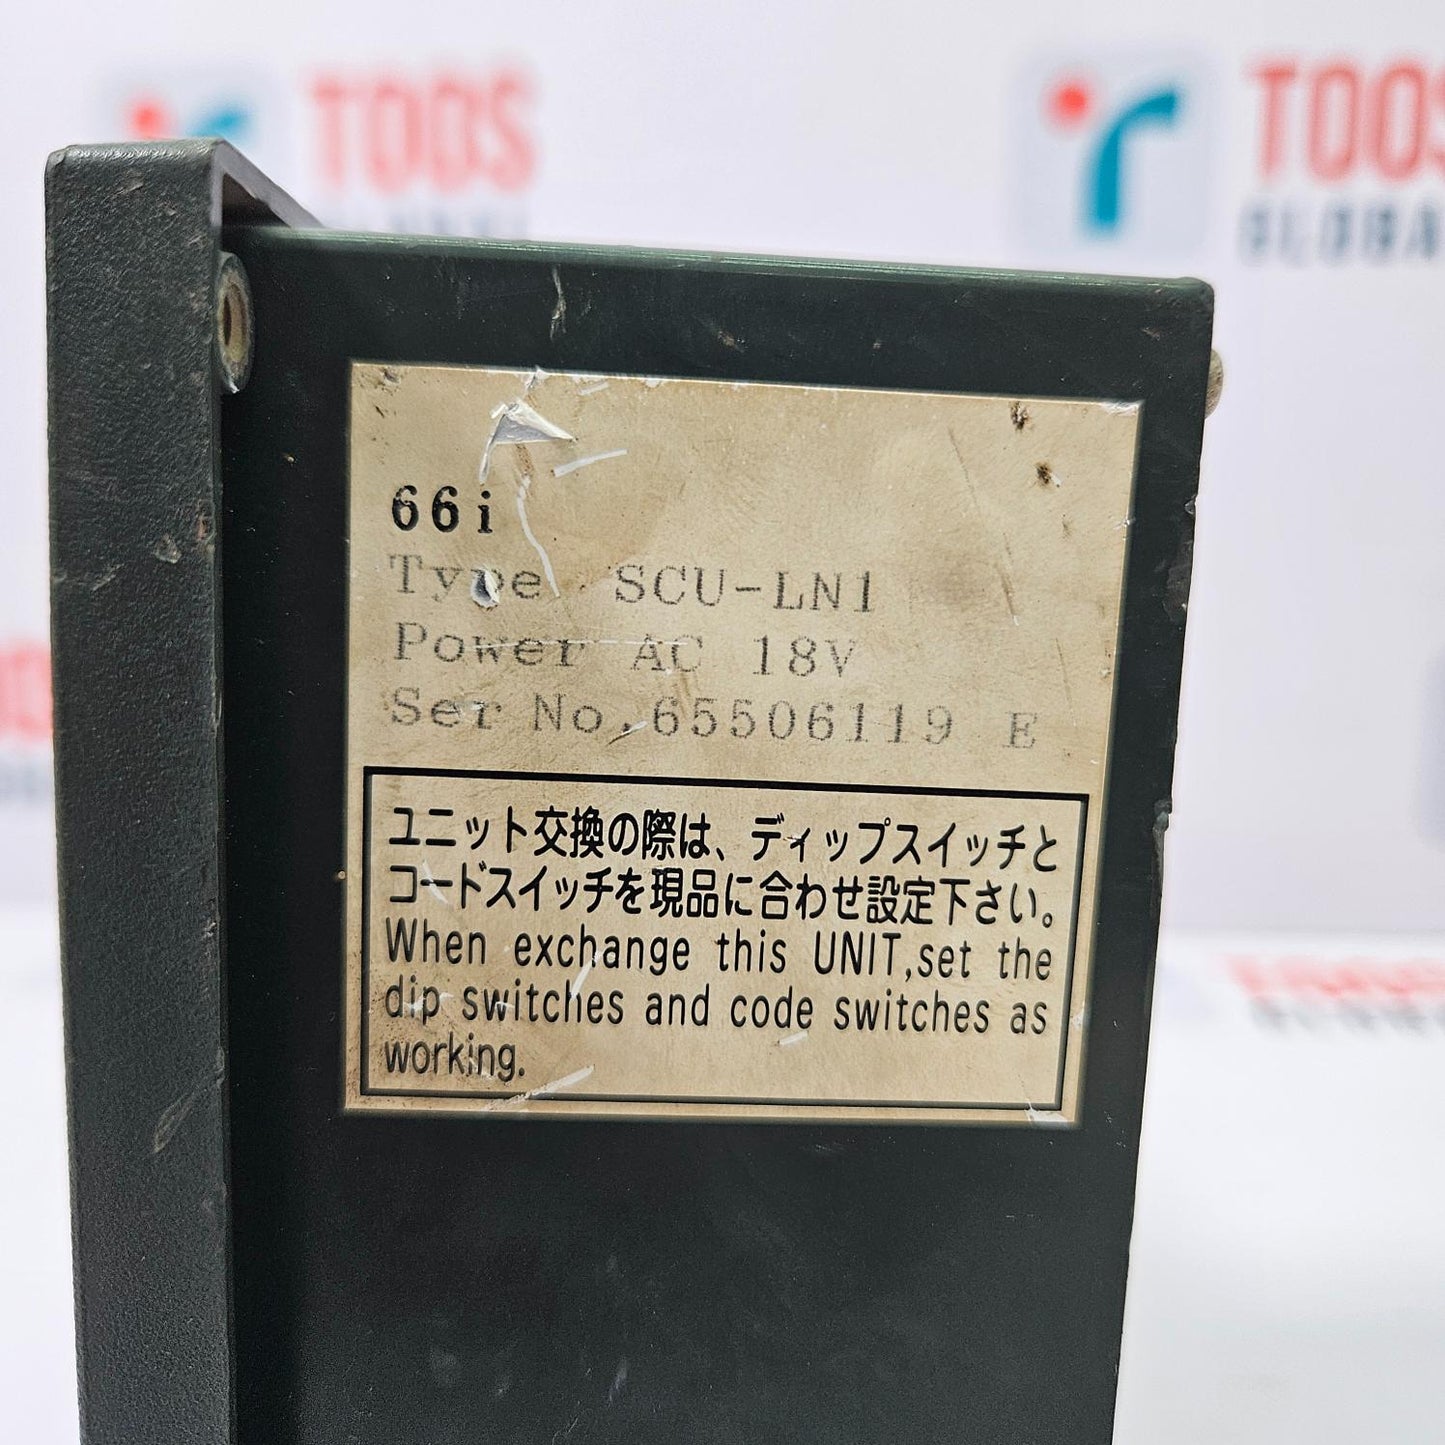 TOOS
TOOS
66i
Type SCU-LN1
Power AC 18V
Ser No. 65506119 E
ユニット交換の際は、ディップスイッチと
コードスイッチを現品に合わせ設定下さい。
When exchange this UNIT,set the
dip switches and code switches as
working.